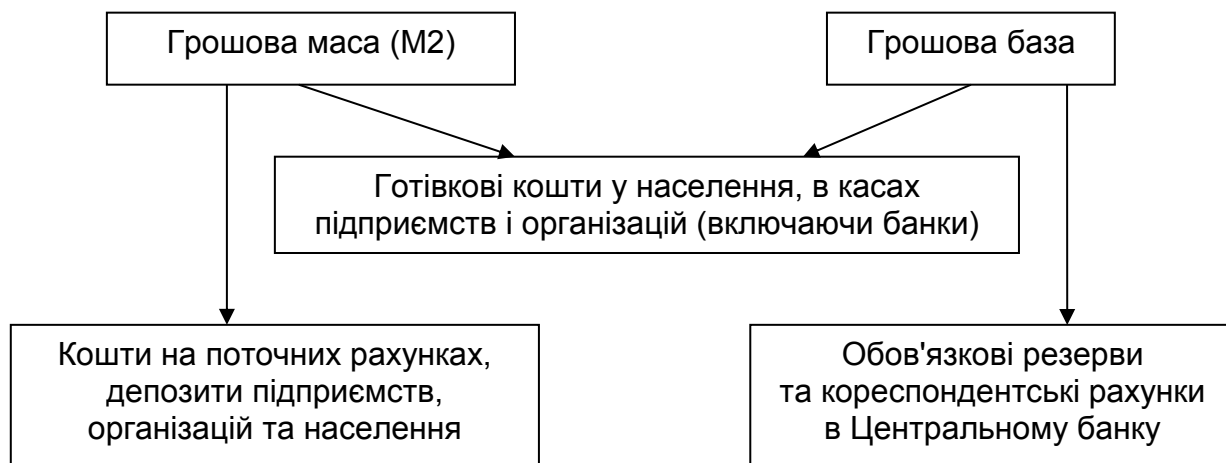 Грошова маса (М2)
Грошова база
Готівкові кошти у населення, в касах
підприємств і організацій (включаючи банки)
Кошти на поточних рахунках,
депозити підприємств,
організацій та населення
Обов'язкові резерви
та кореспондентські рахунки
в Центральному банку